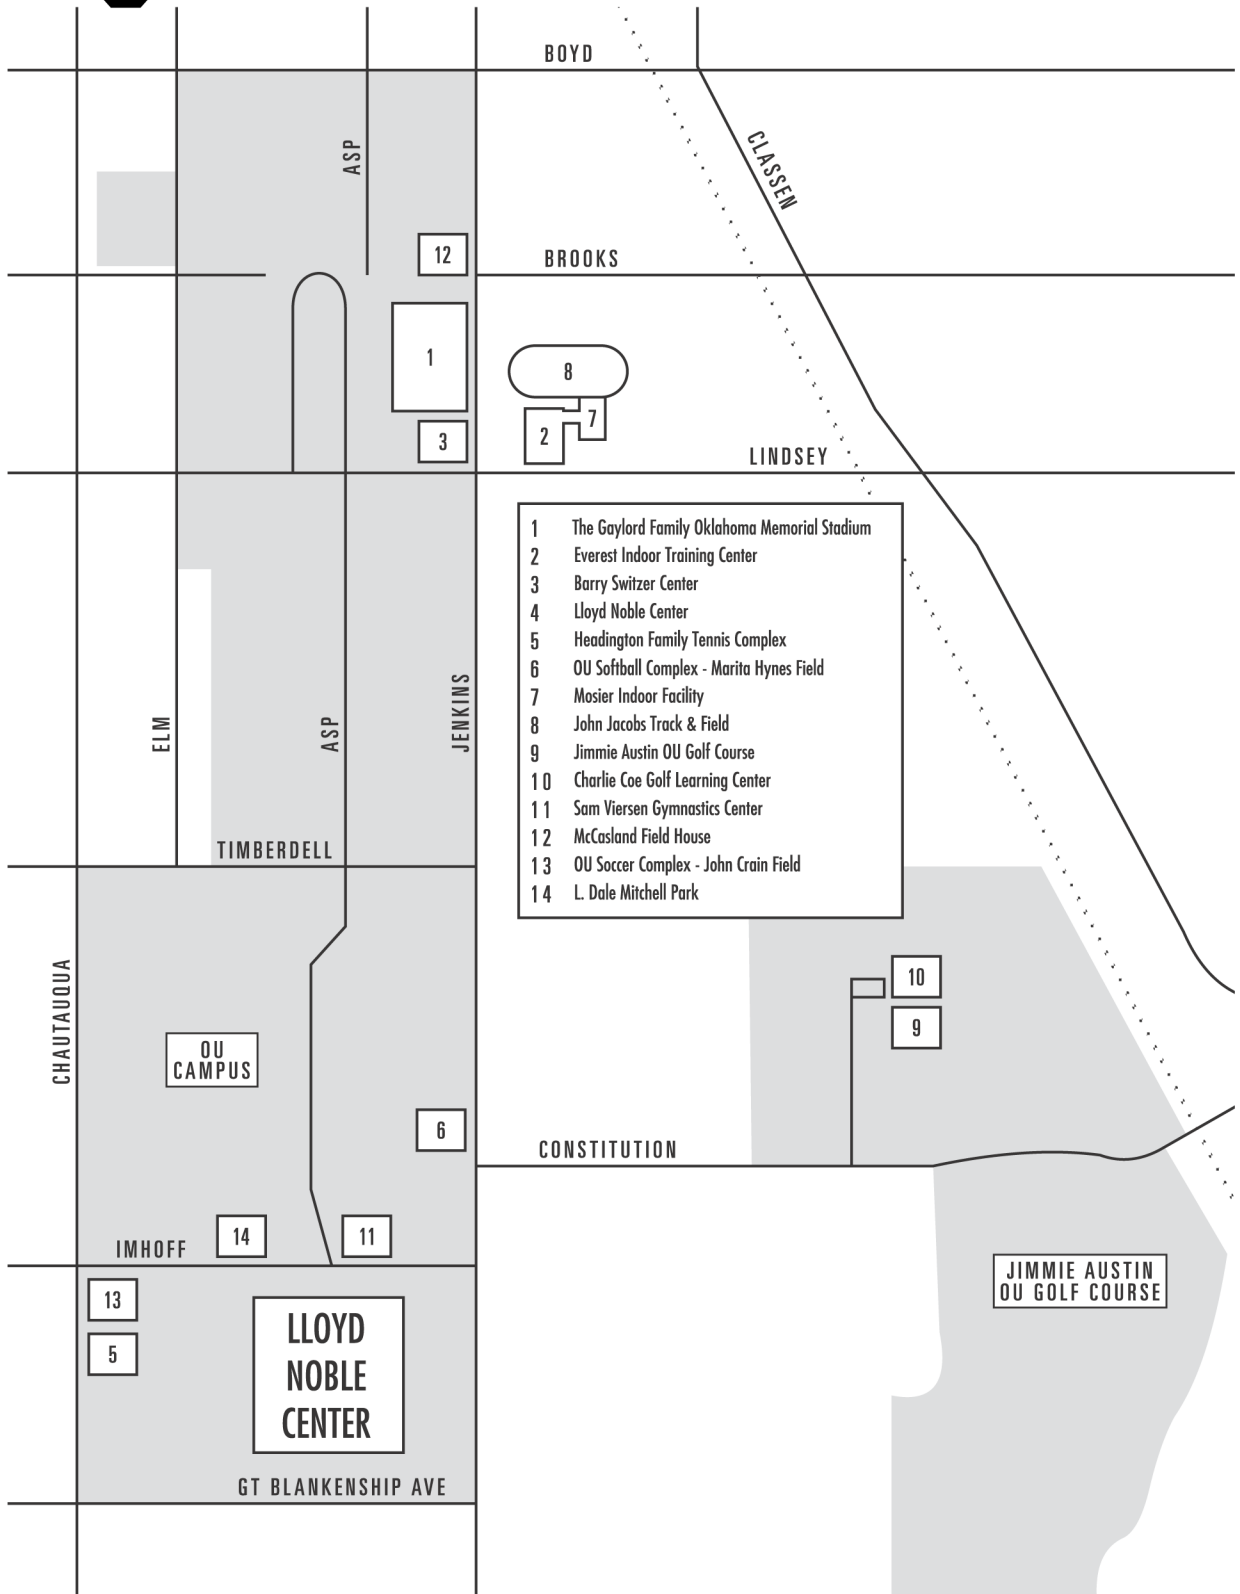 BOYD
ASP
CLASSEN
12
BROOKS
1
8
7
3
2
LINDSEY
1 The Gaylord Family Oklahoma Memorial Stadium
2 Everest Indoor Training Center
3 Barry Switzer Center
4 Lloyd Noble Center
5 Headington Family Tennis Complex
6 OU Softball Complex - Marita Hynes Field
7 Mosier Indoor Facility
8 John Jacobs Track & Field
9 Jimmie Austin OU Golf Course
10 Charlie Coe Golf Learning Center
11 Sam Viersen Gymnastics Center
12 McCasland Field House
13 OU Soccer Complex - John Crain Field
14 L. Dale Mitchell Park
ELM
ASP
JENKINS
TIMBERDELL
CHAUTAUQUA
10
9
OU
CAMPUS
6
CONSTITUTION
14
11
IMHOFF
JIMMIE AUSTIN
OU GOLF COURSE
13
5
LLOYD
NOBLE
CENTER
GT BLANKENSHIP AVE